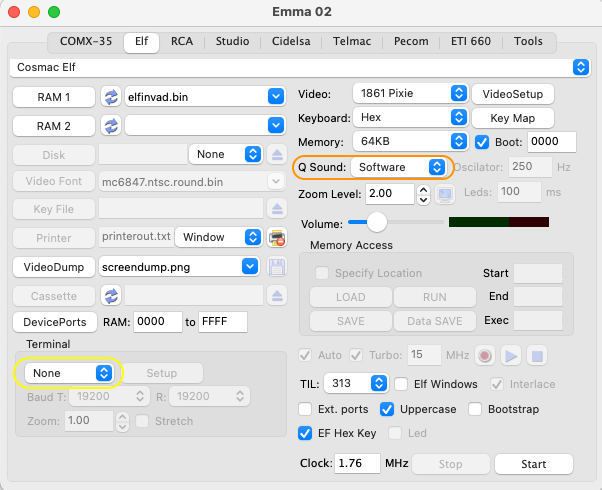 Emma 02
COMX-35 Elf RCA Studio Cidelsa Telmac Pecom ETI 660 Tools
Cosmac Elf
RAM 1 elfinvad.bin
RAM 2
Disk None
Video Font mc6847.ntsc.round.bin
Key File
Printer printerout.txt Window
VideoDump screendump.png
Cassette
DevicePorts RAM: 0000 to FFFF
Terminal
None Setup
Baud T: 19200 R: 19200
Zoom: 1.00 Stretch
Video: 1861 Pixie VideoSetup
Keyboard: Hex Key Map
Memory: 64KB Boot: 0000
Q Sound: Software Oscilator: 250 Hz
Zoom Level: 2.00 Leds: 100 ms
Volume:
Memory Access
Specify Location Start
LOAD RUN End
SAVE Data SAVE Exec
Auto Turbo: 15 MHz
TIL: 313 Elf Windows Interlace
Ext. ports Uppercase Bootstrap
EF Hex Key Led
Clock: 1.76 MHz Stop Start